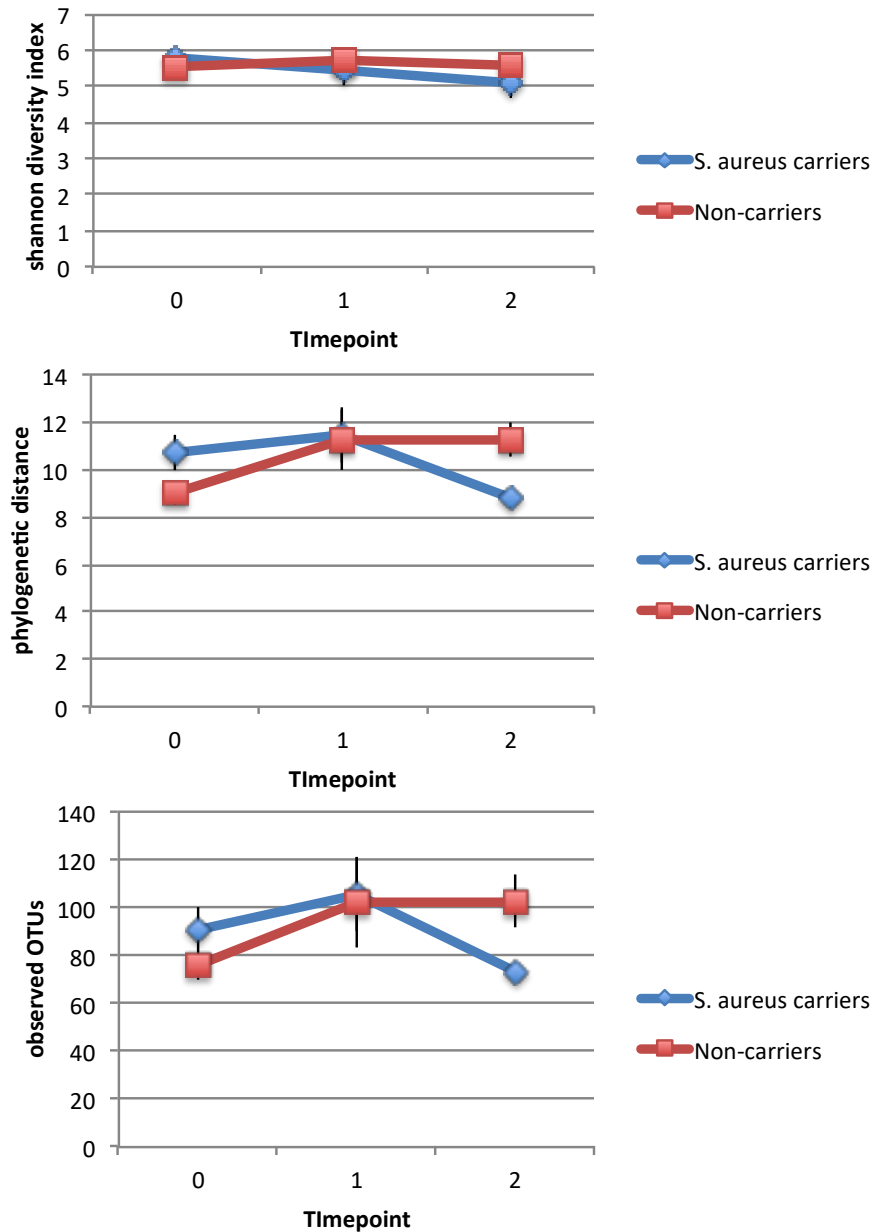 7
6
5
4
3
2
1
0
shannon diversity index
0 1 2
TImepoint
S. aureus carriers
Non-carriers
14
12
10
8
6
4
2
0
phylogenetic distance
0 1 2
TImepoint
S. aureus carriers
Non-carriers
140
120
100
80
60
40
20
0
observed OTUs
0 1 2
TImepoint
S. aureus carriers
Non-carriers